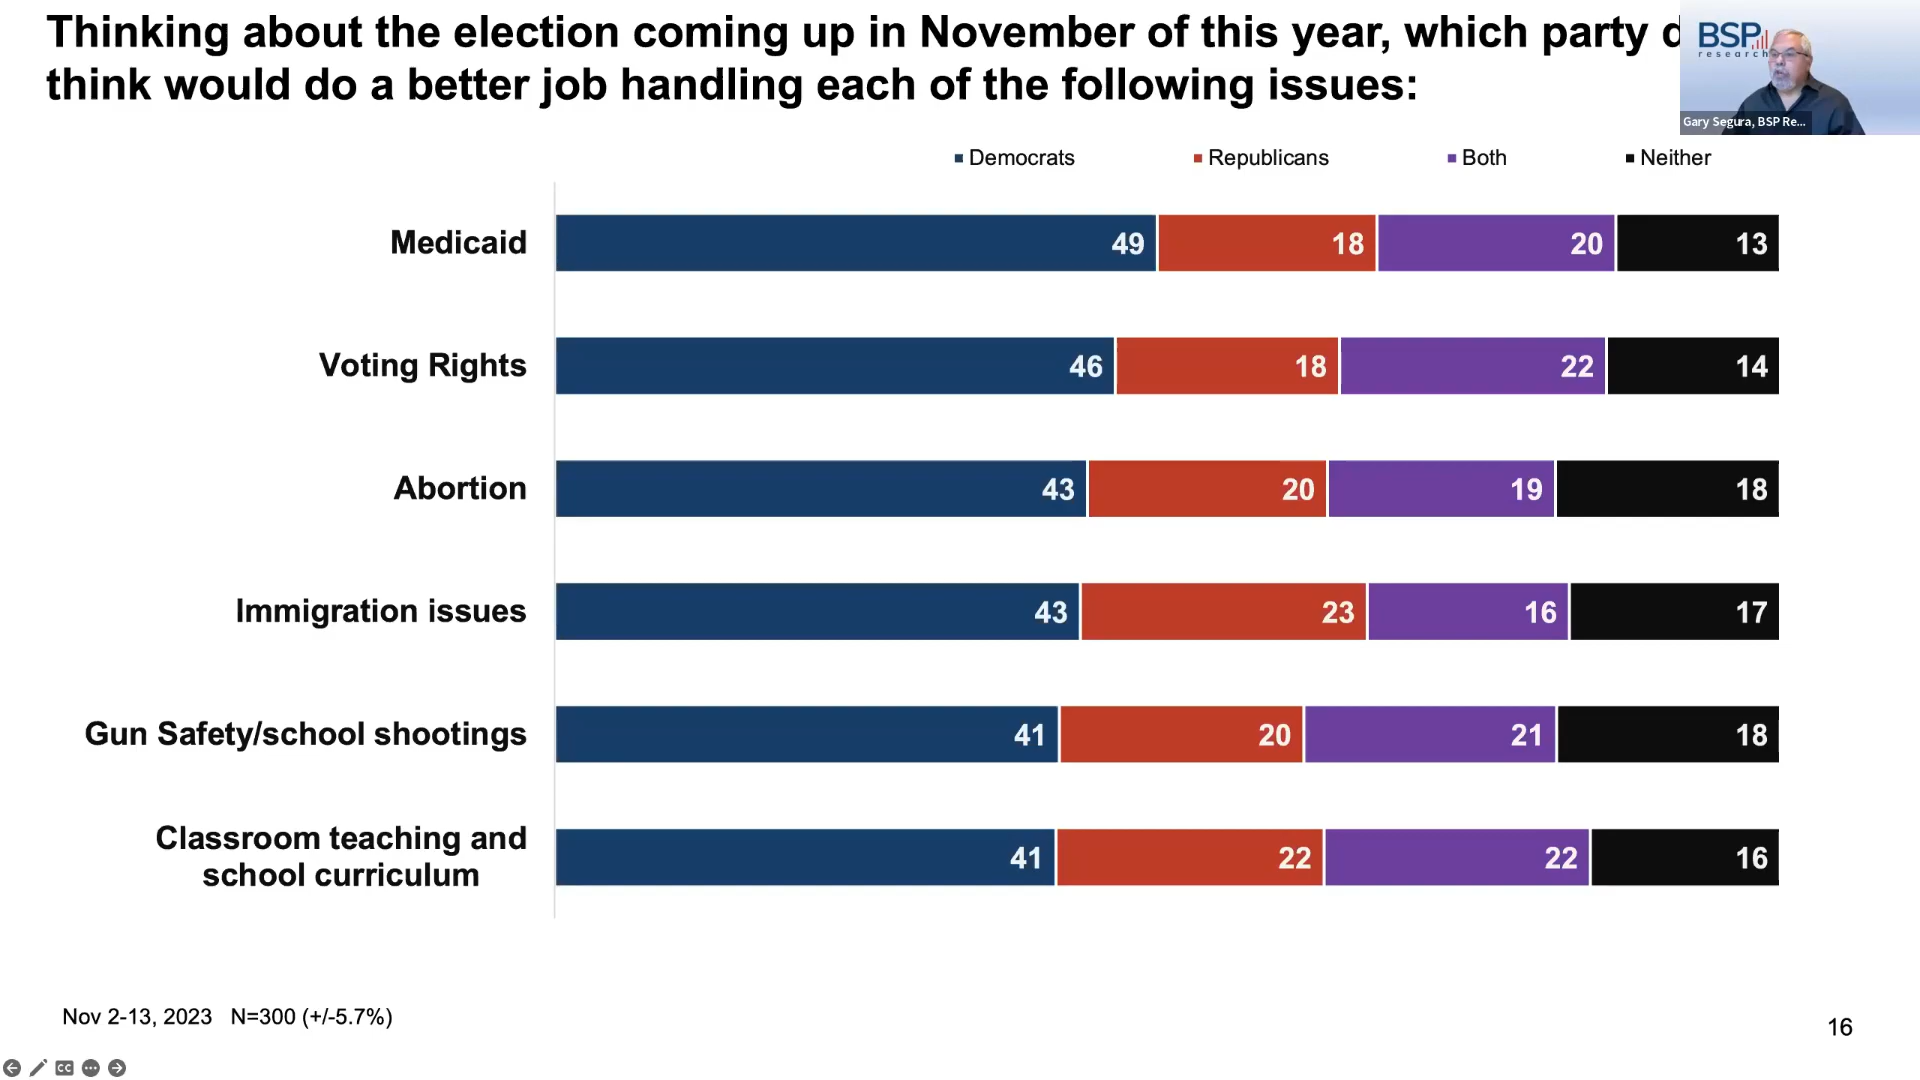 Thinking about the election coming up in November of this year, which party
think would do a better job handling each of the following issues:
BSP
research
Gary Segura, BSP Re...
Democrats
Republicans
Both
Neither
Medicaid
49
18
20
13
Voting Rights
46
18
22
14
Abortion
43
20
19
18
Immigration issues
43
23
16
17
Gun Safety/school shootings
41
20
21
18
Classroom teaching and
school curriculum
41
22
22
16
Nov 2-13, 2023 N=300 (+/-5.7%)
16
CC